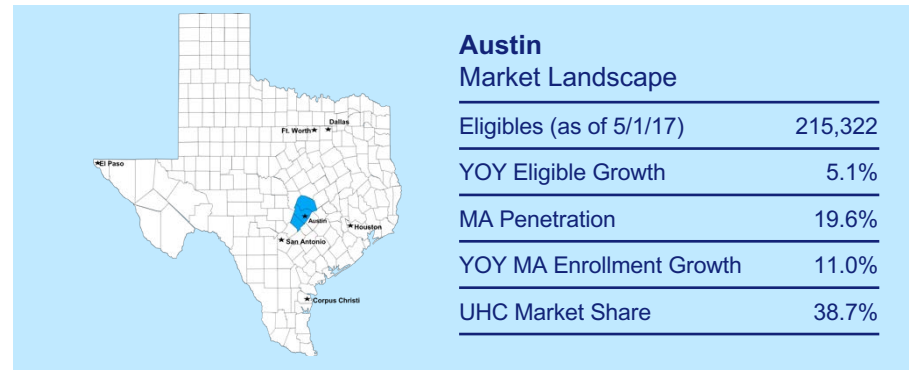 Austin
Market Landscape
Eligibles (as of 5/1/17) 215,322
YOY Eligible Growth 5.1%
MA Penetration 19.6%
YOY MA Enrollment Growth 11.0%
UHC Market Share 38.7%
Dallas
Ft. Worth
El Paso
Austin
Houston
San Antonio
Corpus Christi